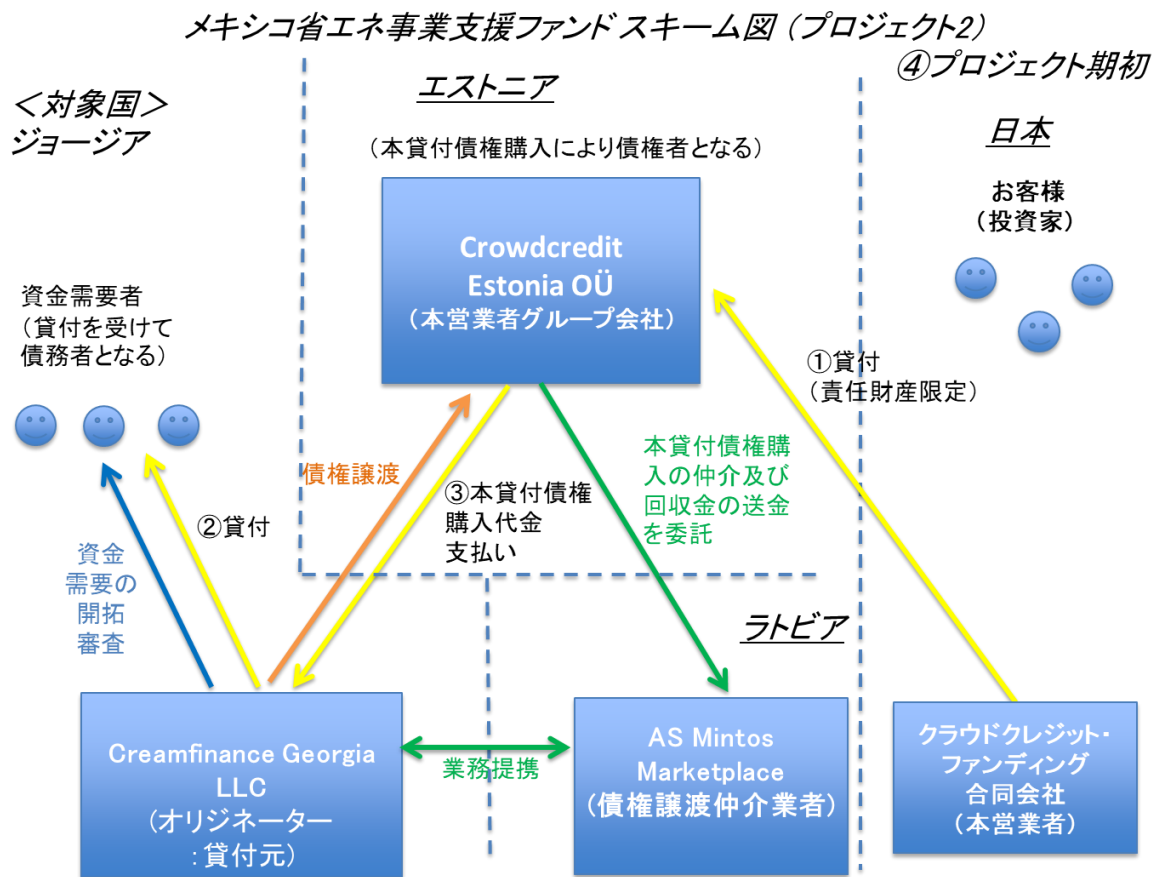 メキシコ省エネ事業支援ファンド スキーム図 (プロジェクト2)
④プロジェクト期初
<対象国>
ジョージア
エストニア
(本貸付債権購入により債権者となる)
日本
お客様
(投資家)
Crowdcredit
Estonia OÜ
(本営業者グループ会社)
資金需要者
(貸付を受けて
債務者となる)
①貸付
(責任財産限定)
債権譲渡
③本貸付債権
購入代金
支払い
本貸付債権購
入の仲介及び
回収金の送金
を委託
②貸付
資金
需要の
開拓
審査
ラトビア
Creamfinance Georgia
LLC
(オリジネーター
:貸付元)
業務提携
AS Mintos
Marketplace
(債権譲渡仲介業者)
クラウドクレジット・
ファンディング
合同会社
(本営業者)